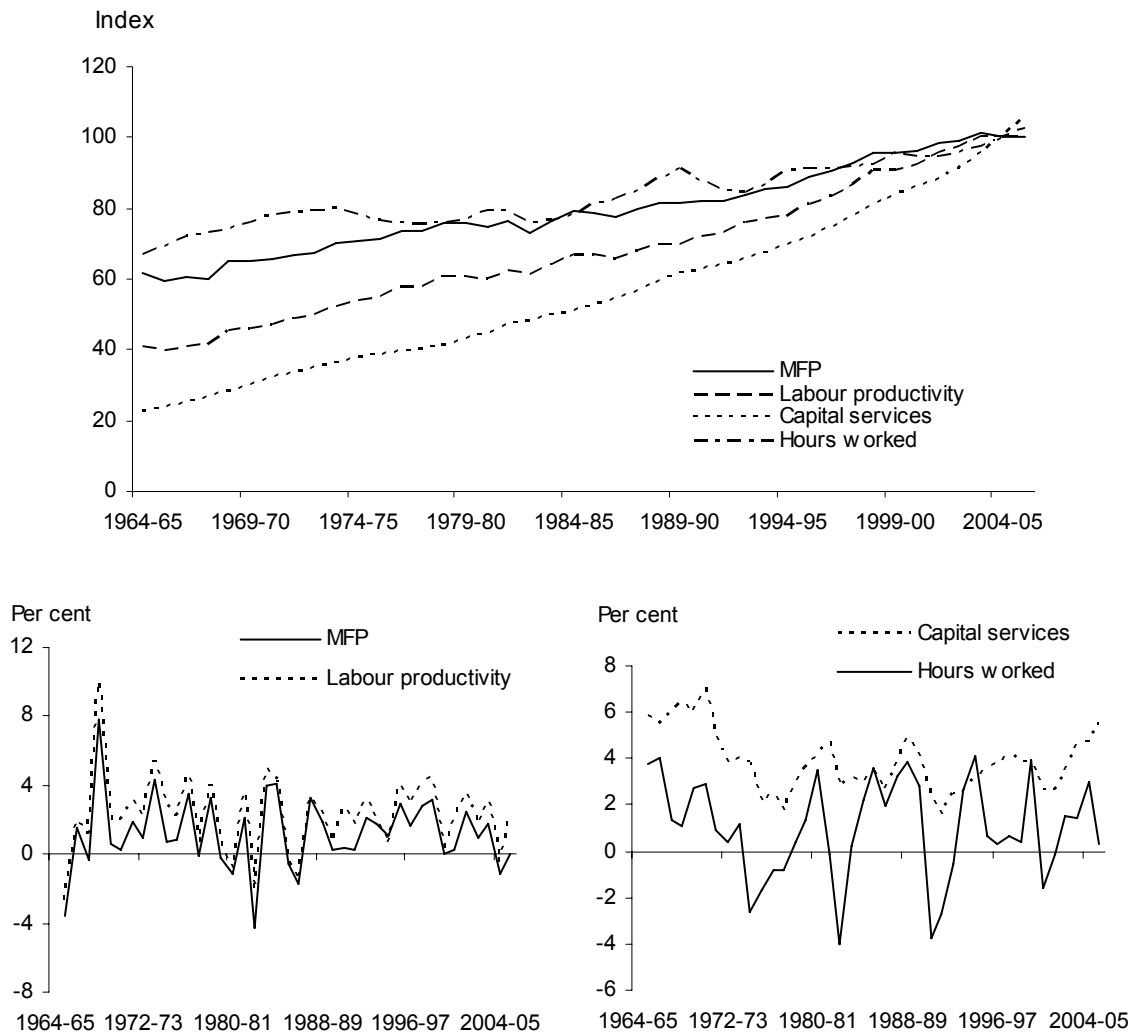 Index
120
100
80
60
40
20
0
MFP
Labour productivity
Capital services
Hours worked
1964-65 1969-70 1974-75 1979-80 1984-85 1989-90 1994-95 1999-00 2004-05
Per cent
MFP
Labour productivity
12
8
4
0
-4
-8
1964-65 1972-73 1980-81 1988-89 1996-97 2004-05
Per cent
Capital services
Hours worked
8
6
4
2
0
-2
-4
-6
1964-65 1972-73 1980-81 1988-89 1996-97 2004-05